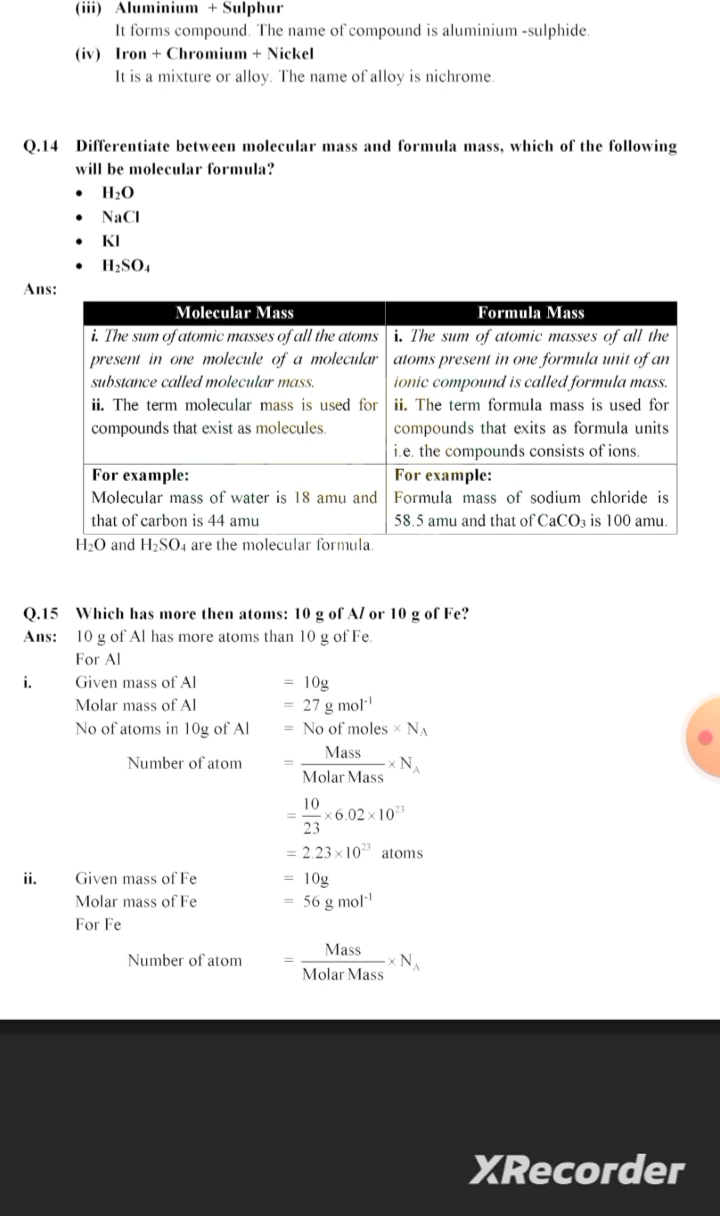 (iii) Aluminium + Sulphur
It forms compound. The name of compound is aluminium -sulphide.
(iv) Iron + Chromium + Nickel
It is a mixture or alloy. The name of alloy is nichrome.
Q.14 Differentiate between molecular mass and formula mass, which of the following
will be molecular formula?
• H₂O
• NaCl
• KI
• H₂SO₄
Ans:
Molecular Mass
i. The sum of atomic masses of all the atoms
present in one molecule of a molecular
substance called molecular mass.
ii. The term molecular mass is used for
compounds that exist as molecules.
For example:
Molecular mass of water is 18 amu and
that of carbon is 44 amu
Formula Mass
i. The sum of atomic masses of all the
atoms present in one formula unit of an
ionic compound is called formula mass.
ii. The term formula mass is used for
compounds that exits as formula units
i.e. the compounds consists of ions.
For example:
Formula mass of sodium chloride is
58.5 amu and that of CaCO₃ is 100 amu.
H₂O and H₂SO₄ are the molecular formula.
Q.15 Which has more then atoms: 10 g of Al or 10 g of Fe?
Ans: 10 g of Al has more atoms than 10 g of Fe.
For Al
i. Given mass of Al = 10g
Molar mass of Al = 27 g mol⁻¹
No of atoms in 10g of Al = No of moles × N_A
Number of atom = Mass / Molar Mass × N_A
= 10/23 × 6.02 × 10²³
= 2.23 × 10²³ atoms
ii. Given mass of Fe = 10g
Molar mass of Fe = 56 g mol⁻¹
For Fe
Number of atom = Mass / Molar Mass × N_A
XRecorder